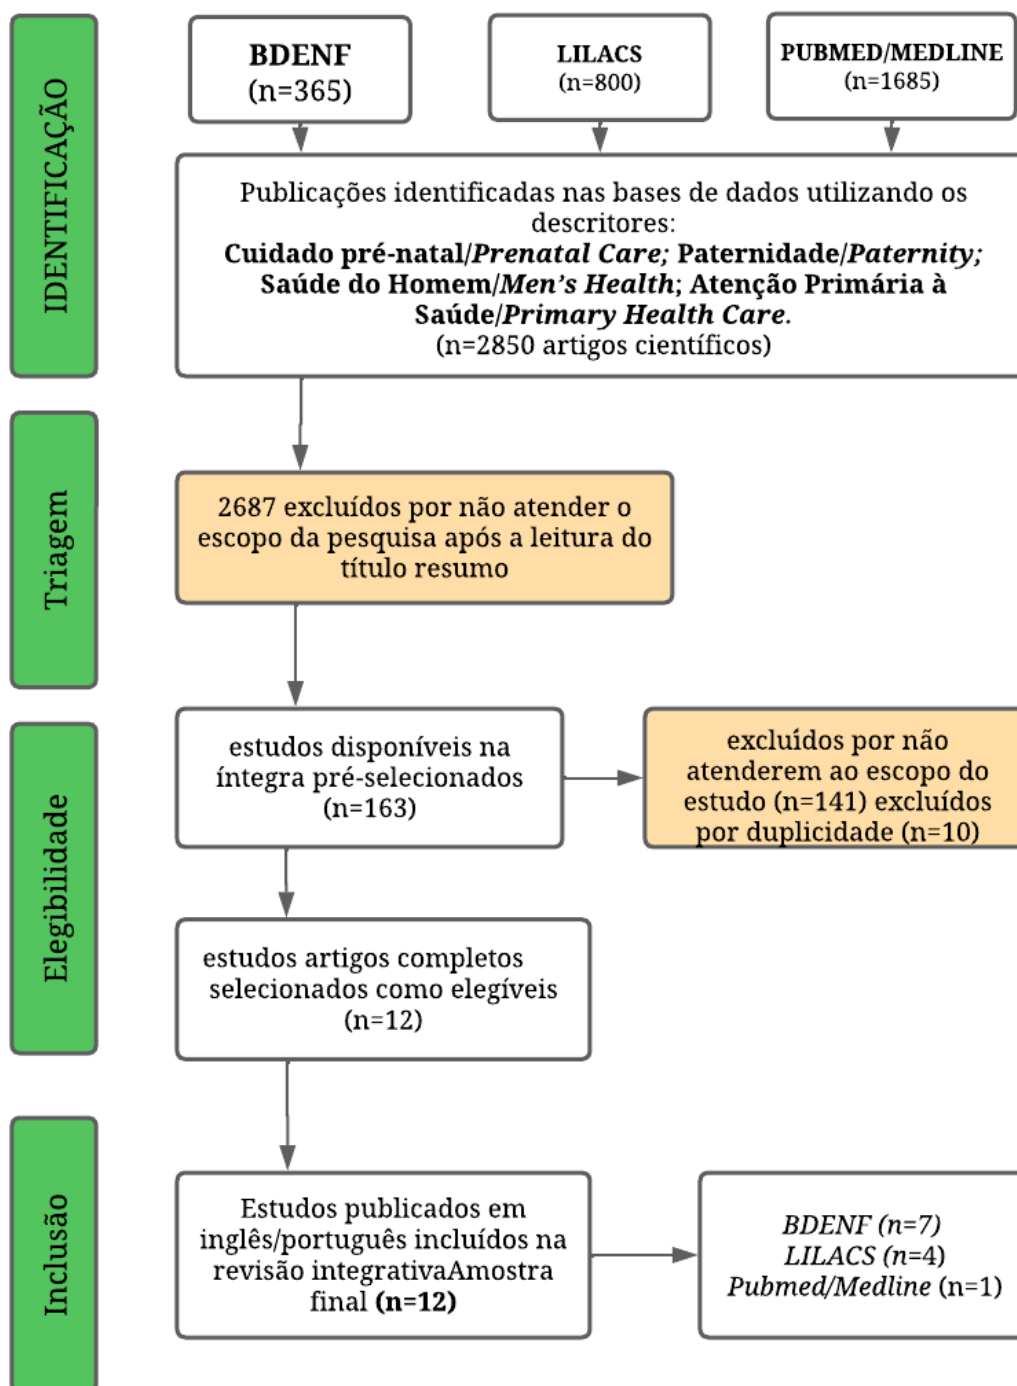 IDENTIFICAÇÃO
BDENF
(n=365)
LILACS
(n=800)
PUBMED/MEDLINE
(n=1685)
Publicações identificadas nas bases de dados utilizando os
descritores:
Cuidado pré-natal/Prenatal Care; Paternidade/Paternity;
Saúde do Homem/Men's Health; Atenção Primária à
Saúde/Primary Health Care.
(n=2850 artigos científicos)
Triagem
2687 excluídos por não atender o
escopo da pesquisa após a leitura do
título resumo
Elegibilidade
estudos disponíveis na
íntegra pré-selecionados
(n=163)
excluídos por não
atenderem ao escopo do
estudo (n=141) excluídos
por duplicidade (n=10)
estudos artigos completos
selecionados como elegíveis
(n=12)
Inclusão
Estudos publicados em
inglês/português incluídos na
revisão integrativaAmostra
final (n=12)
BDENF (n=7)
LILACS (n=4)
Pubmed/Medline (n=1)